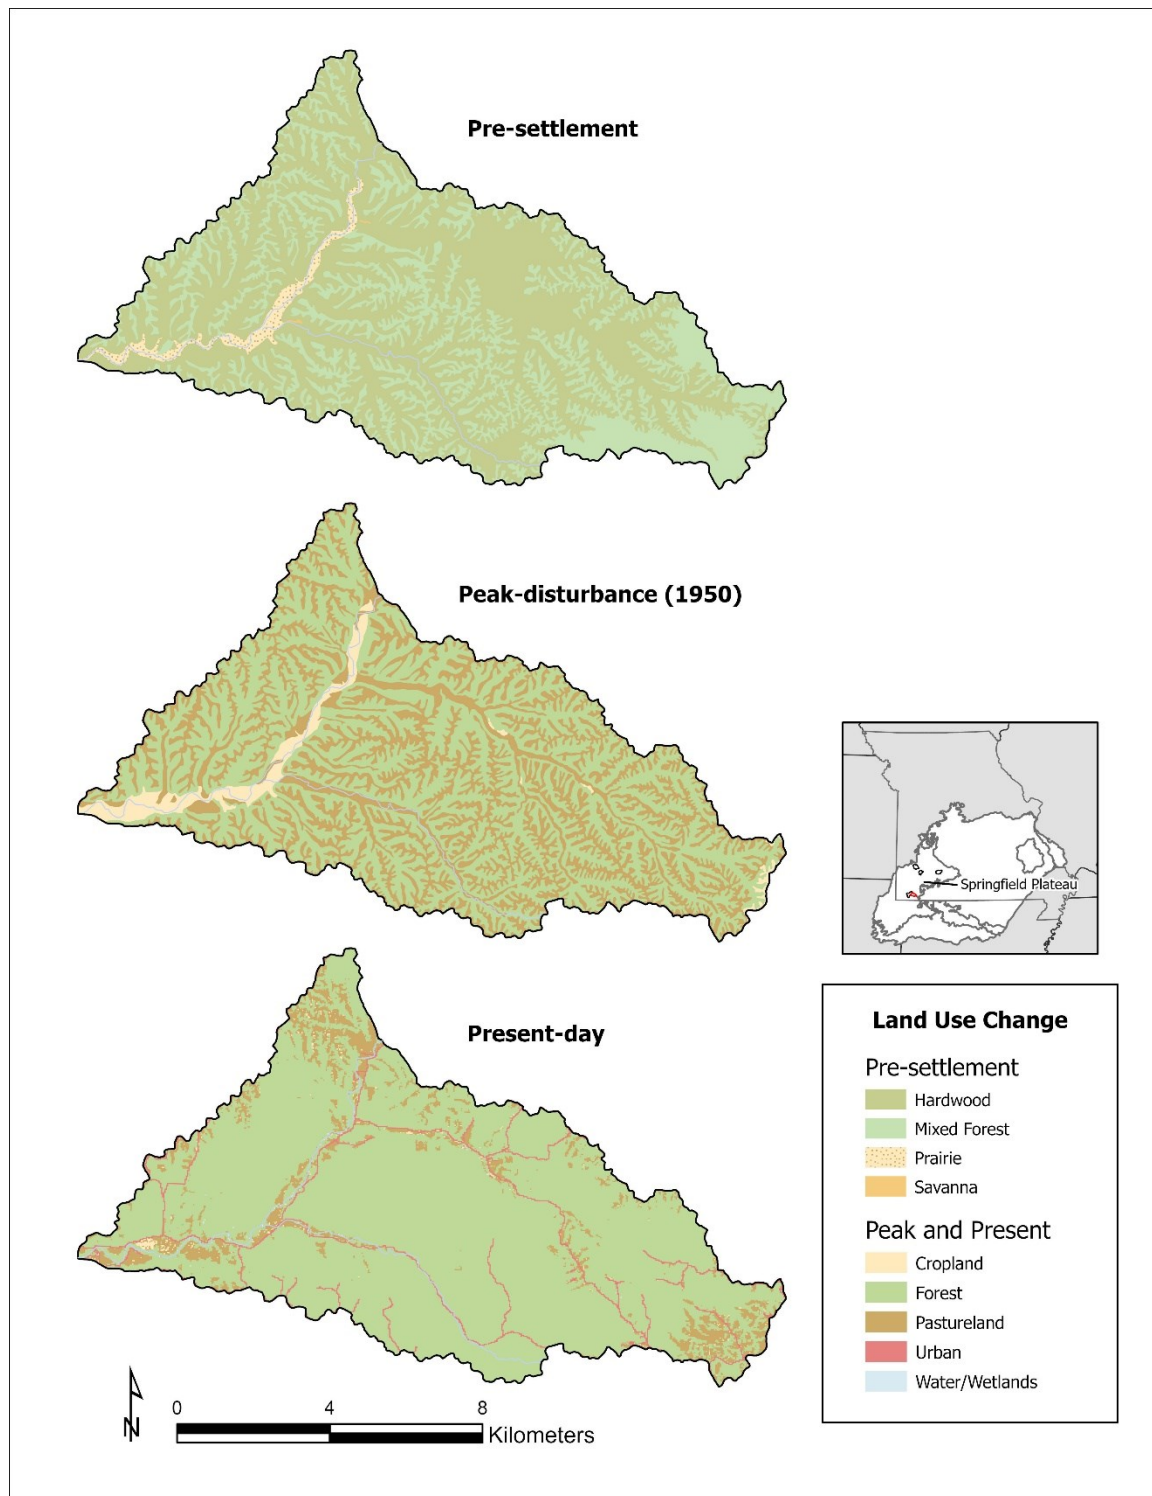 Pre-settlement
Peak-disturbance (1950)
Springfield Plateau
Present-day
Land Use Change
Pre-settlement
Hardwood
Mixed Forest
Prairie
Savanna
Peak and Present
Cropland
Forest
Pastureland
Urban
Water/Wetlands
N
0 4 8
Kilometers